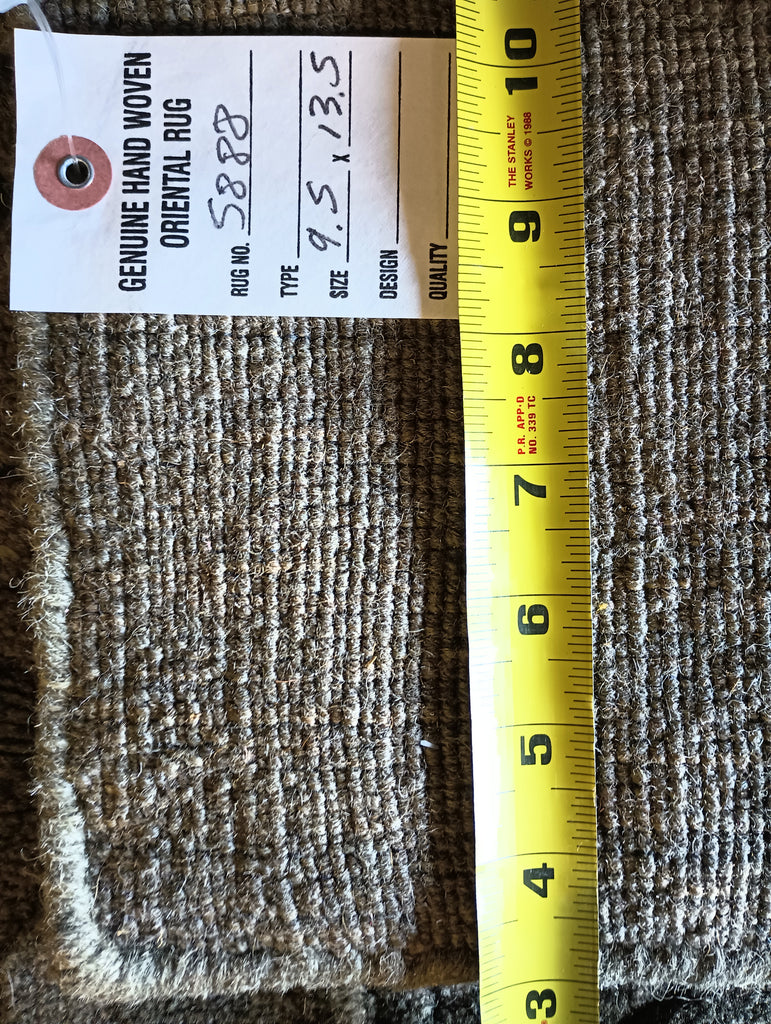 GENUINE HAND WOVEN
ORIENTAL RUG
RUG NO. 5888
TYPE
SIZE 9.5 x 13.5
DESIGN
QUALITY
10
THE STANLEY
WORKS © 1988
9
8
P.R. APP-D
NO. 339 TC
7
6
5
4
3